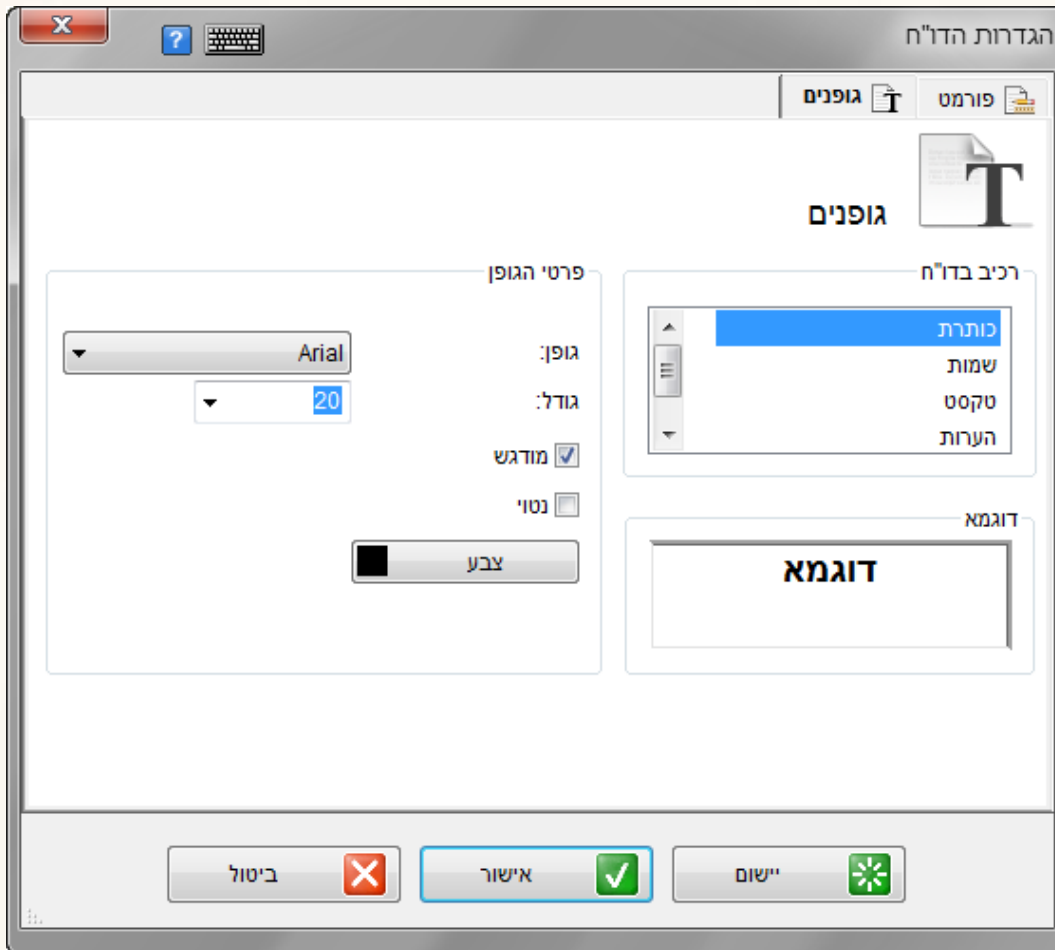 הגדרות הדו"ח
פורמט
גופנים
גופנים
רכיב בדו"ח
כותרת
שמות
טקסט
הערות
דוגמא
דוגמא
פרטי הגופן
גופן:
Arial
גודל:
20
מודגש
נטוי
צבע
יישום
אישור
ביטול